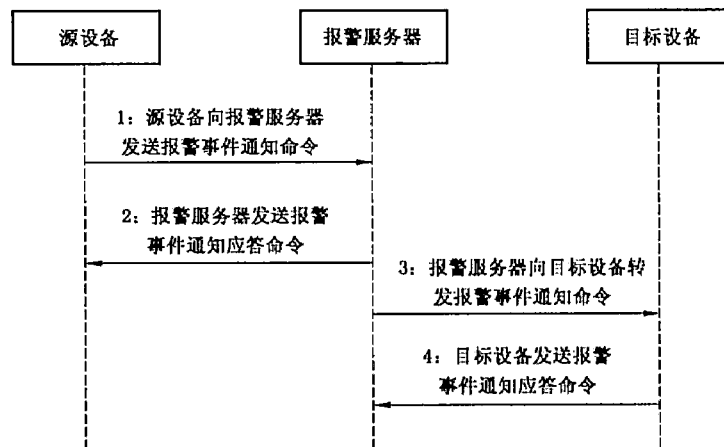 源设备
报警服务器
目标设备
1：源设备向报警服务器
发送报警事件通知命令
2：报警服务器发送报警
事件通知应答命令
3：报警服务器向目标设备转
发报警事件通知命令
4：目标设备发送报警
事件通知应答命令